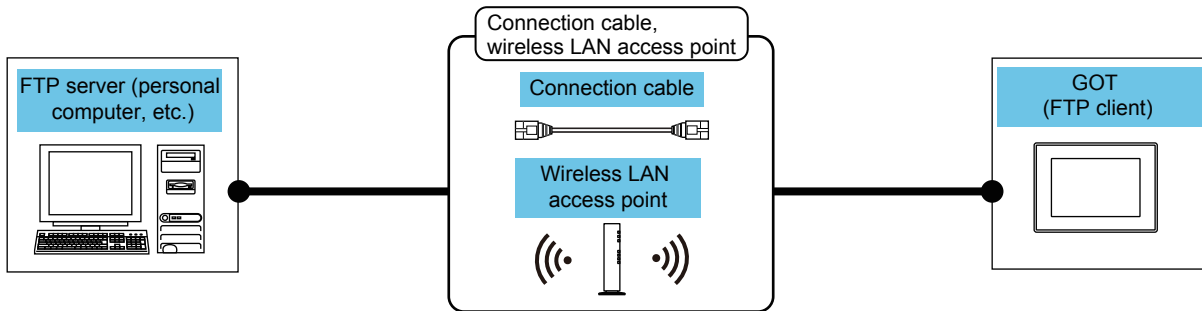 Connection cable,
wireless LAN access point
FTP server (personal
computer, etc.)
Connection cable
Wireless LAN
access point
GOT
(FTP client)